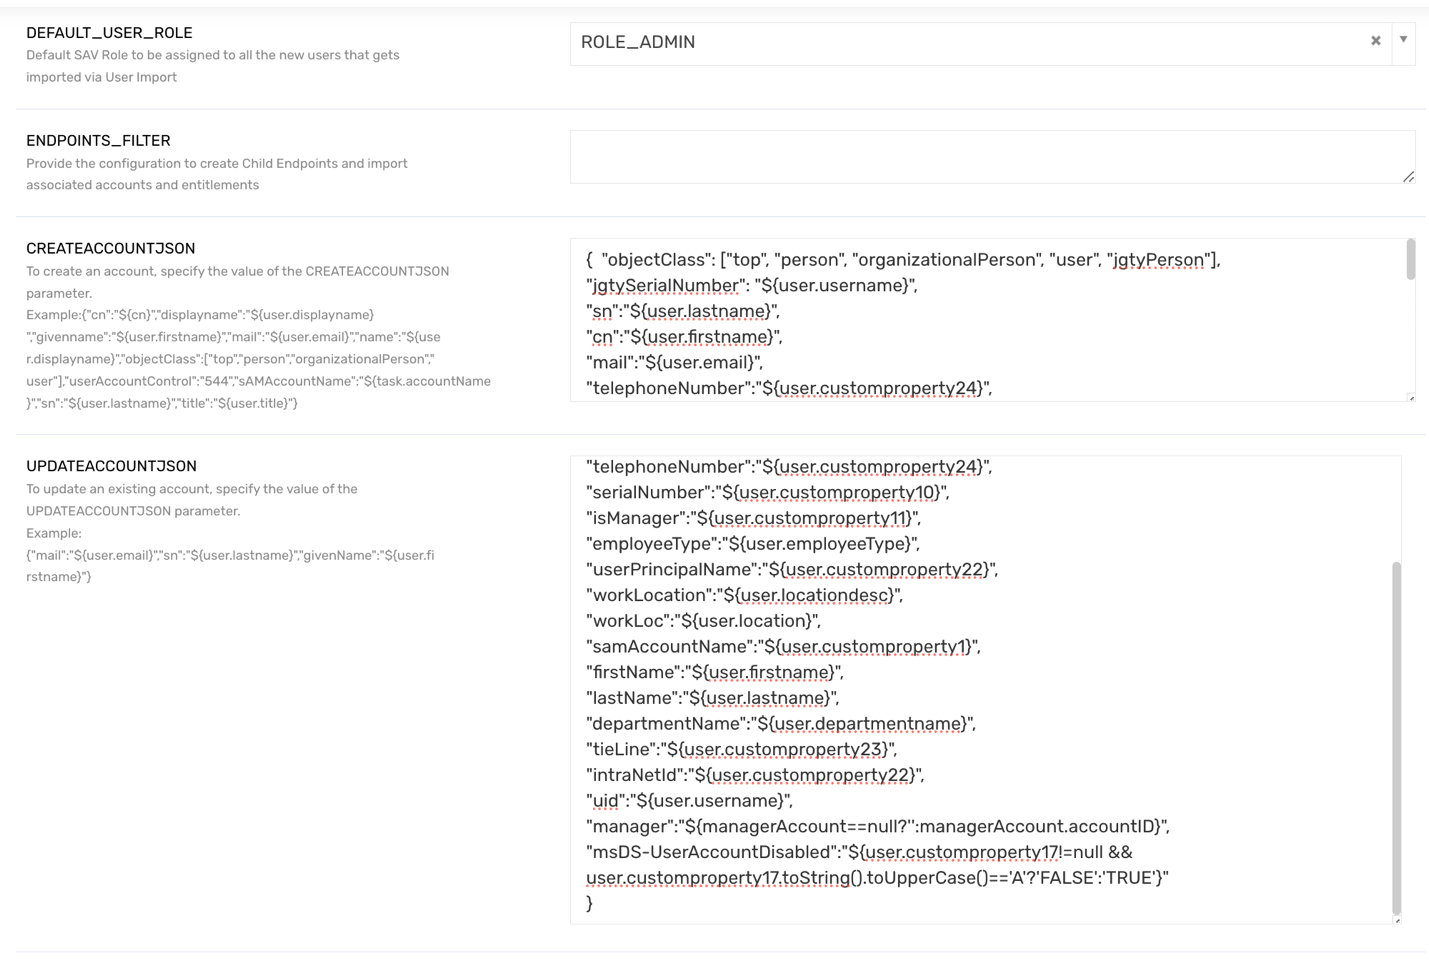 DEFAULT_USER_ROLE
Default SAV Role to be assigned to all the new users that gets
imported via User Import
ROLE_ADMIN
ENDPOINTS_FILTER
Provide the configuration to create Child Endpoints and import
associated accounts and entitlements
CREATEACCOUNTJSON
To create an account, specify the value of the CREATEACCOUNTJSON
parameter.
Example:{"cn":"${cn}","displayname":"${user.displayname}
","givenname":"${user.firstname}","mail":"${user.email}","name":"${use
r.displayname}","objectClass":["top","person","organizationalPerson","
user"],"userAccountControl":"544","sAMAccountName":"${task.accountName
}","sn":"${user.lastname}","title":"${user.title}"}
{  "objectClass": ["top", "person", "organizationalPerson", "user", "jgtyPerson"],
"jgtySerialNumber": "${user.username}",
"sn":"${user.lastname}",
"cn":"${user.firstname}",
"mail":"${user.email}",
"telephoneNumber":"${user.customproperty24}",
UPDATEACCOUNTJSON
To update an existing account, specify the value of the
UPDATEACCOUNTJSON parameter.
Example:
{"mail":"${user.email}","sn":"${user.lastname}","givenName":"${user.fi
rstname}"}
"telephoneNumber":"${user.customproperty24}",
"serialNumber":"${user.customproperty10}",
"isManager":"${user.customproperty11}",
"employeeType":"${user.employeeType}",
"userPrincipalName":"${user.customproperty22}",
"workLocation":"${user.locationdesc}",
"workLoc":"${user.location}",
"samAccountName":"${user.customproperty1}",
"firstName":"${user.firstname}",
"lastName":"${user.lastname}",
"departmentName":"${user.departmentname}",
"tieLine":"${user.customproperty23}",
"intraNetId":"${user.customproperty22}",
"uid":"${user.username}",
"manager":"${managerAccount==null?'':managerAccount.accountID}",
"msDS-UserAccountDisabled":"${user.customproperty17!=null &&
user.customproperty17.toString().toUpperCase()=='A'?'FALSE':'TRUE'}"
}